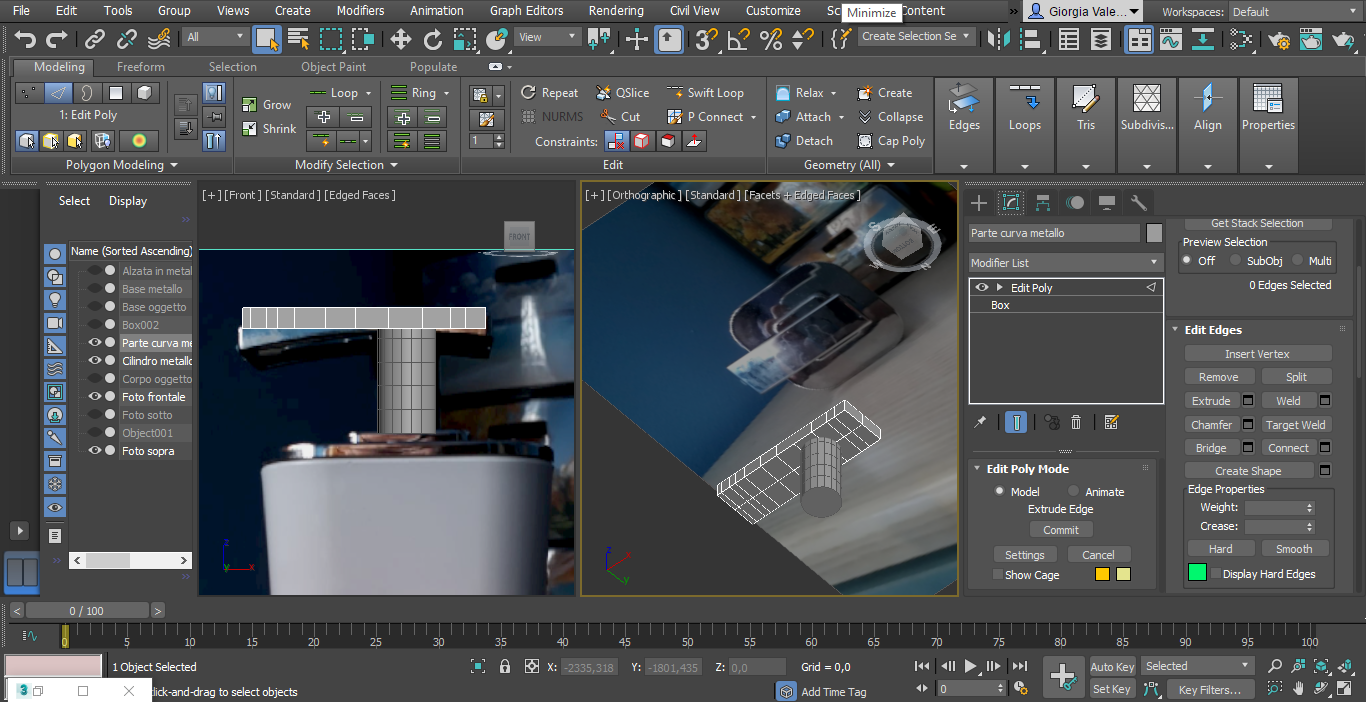 File Edit Tools Group Views Create Modifiers Animation Graph Editors Rendering Civil View Customize Sc Content Giorgia Vale... Workspaces: Default
Minimize
All View Create Selection Se
Modeling Freeform Selection Object Paint Populate
Loop Ring Repeat QSlice Swift Loop Relax Create
1: Edit Poly Grow NURMS Cut P Connect Attach Collapse Edges Loops Tris Subdivis... Align Properties
Shrink 1 Constraints: Detach Cap Poly
Polygon Modeling Modify Selection Edit Geometry (All)
Select Display
Name (Sorted Ascending)
Alzata in metal
Base metallo
Base oggetto
Box002
Parte curva me
Cilindro metallo
Corpo oggetto
Foto frontale
Foto sotto
Object001
Foto sopra
[+] [Front] [Standard] [Edged Faces]
FRONT
z
y x
[+] [Orthographic] [Standard] [Facets + Edged Faces]
S E
W N
z x
y
Parte curva metallo
Modifier List
Edit Poly
Box
Edit Poly Mode
Model Animate
Extrude Edge
Commit
Settings Cancel
Show Cage
Get Stack Selection
Preview Selection
Off SubObj Multi
0 Edges Selected
Edit Edges
Insert Vertex
Remove Split
Extrude Weld
Chamfer Target Weld
Bridge Connect
Create Shape
Edge Properties
Weight:
Crease:
Hard Smooth
Display Hard Edges
< 0 / 100 >
0 5 10 15 20 25 30 35 40 45 50 55 60 65 70 75 80 85 90 95 100
1 Object Selected X: -2335,318 Y: -1801,435 Z: 0,0 Grid = 0,0 Auto Key Selected
3 click-and-drag to select objects Add Time Tag 0 Set Key Key Filters...